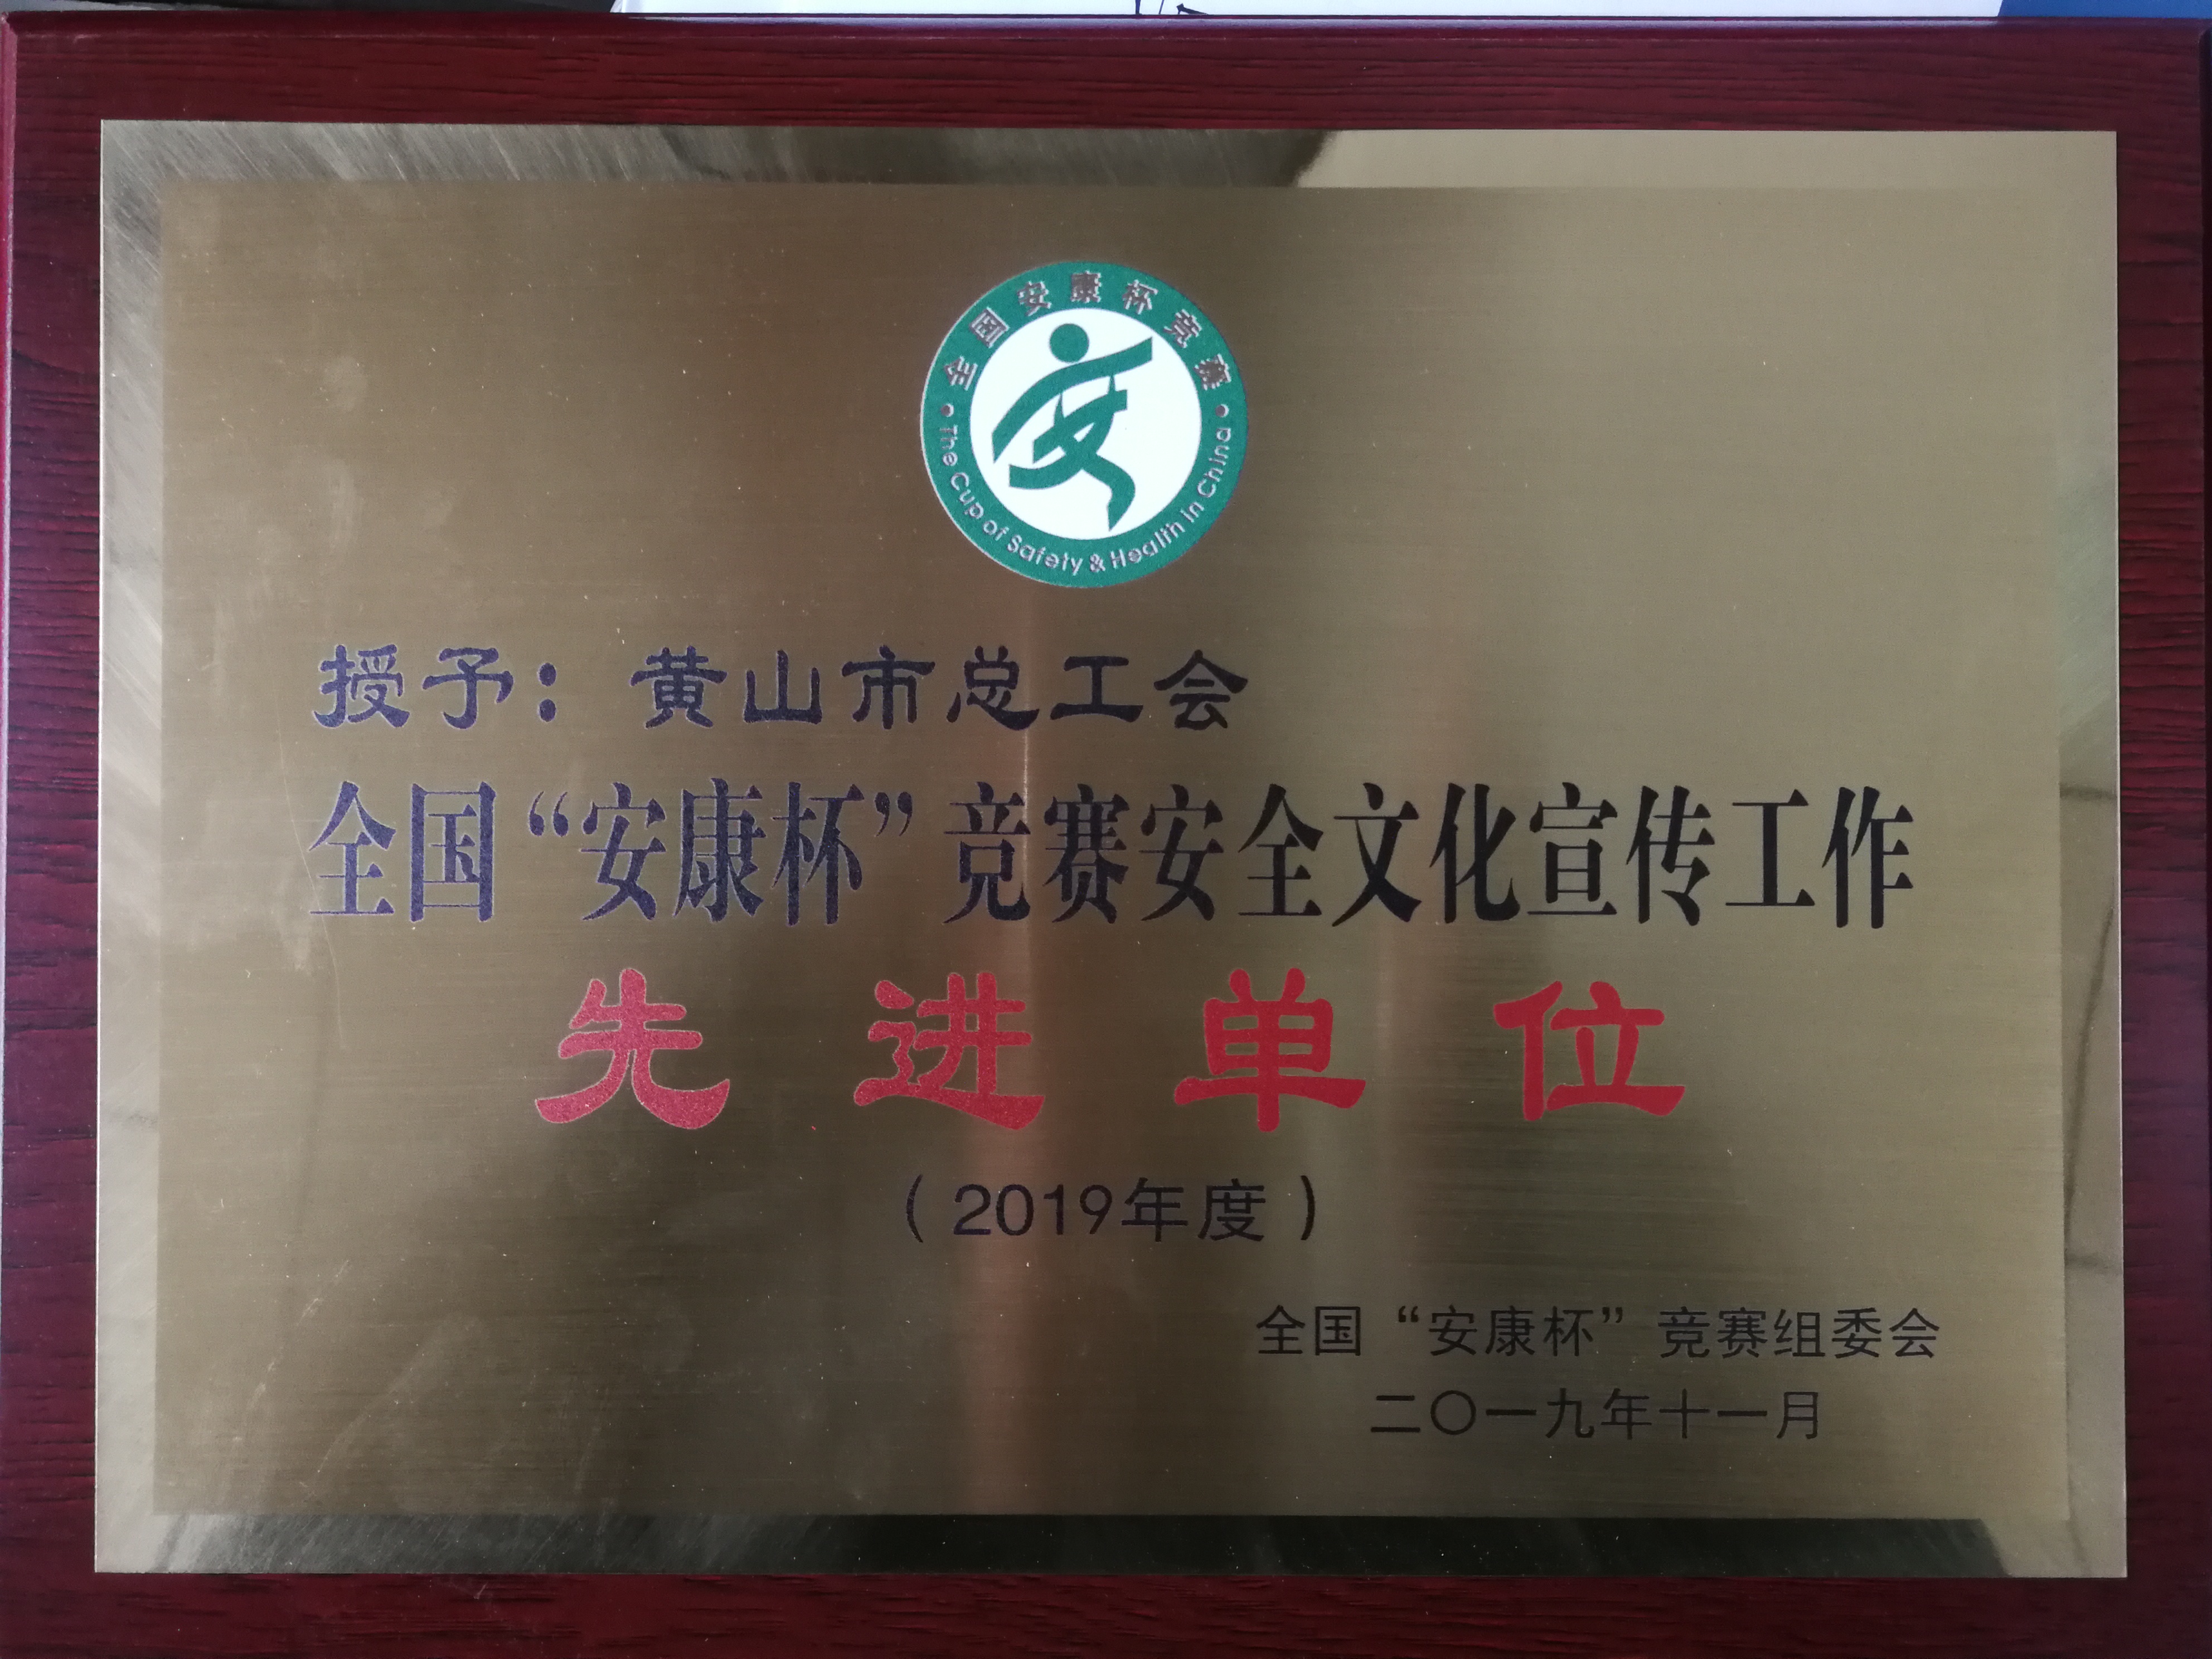 全国安康杯竞赛
The Cup of Safety & Health in China
授予：黄山市总工会
全国“安康杯”竞赛安全文化宣传工作
先进单位
（2019年度）
全国“安康杯”竞赛组委会
二〇一九年十一月